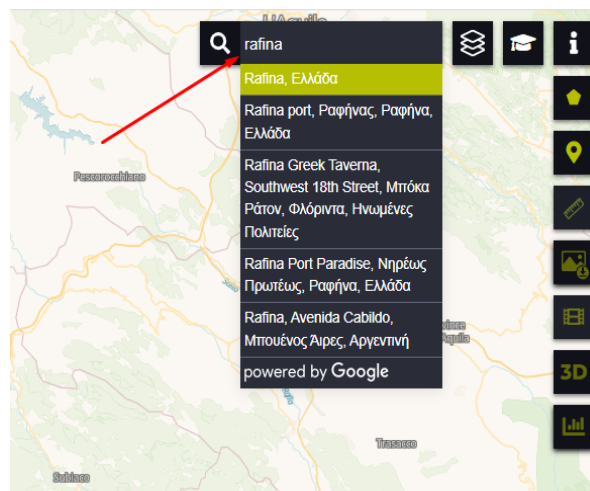 L'Aquila
rafina
Rafina, Ελλάδα
Rafina port, Ραφήνας, Ραφήνα,
Ελλάδα
Rafina Greek Taverna,
Southwest 18th Street, Μπόκα
Ράτον, Φλόριντα, Ηνωμένες
Πολιτείες
Rafina Port Paradise, Νηρέως
Πρωτέως, Ραφήνα, Ελλάδα
Rafina, Avenida Cabildo,
Μπουένος Άιρες, Αργεντινή
powered by Google
Pescorocchiano
Trasacco
Subiaco
3D